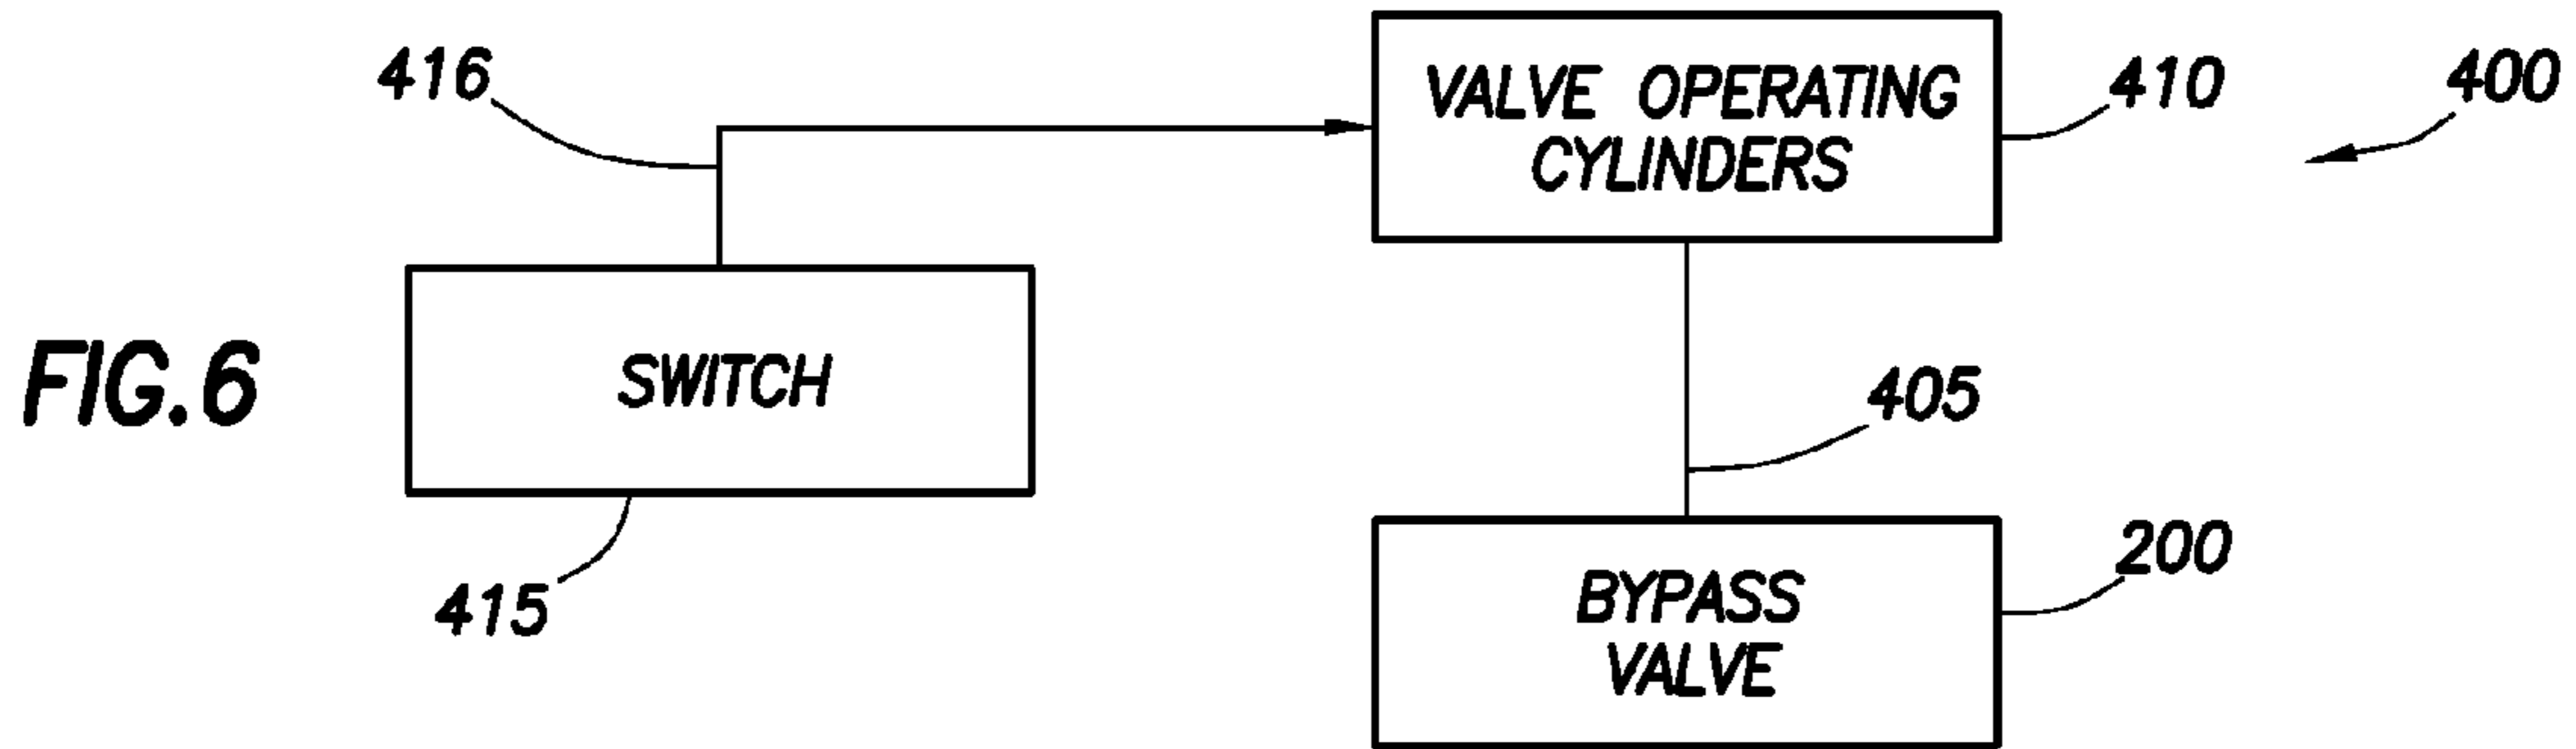 416
VALVE OPERATING
CYLINDERS
410
400
FIG.6
SWITCH
405
415
BYPASS
VALVE
200